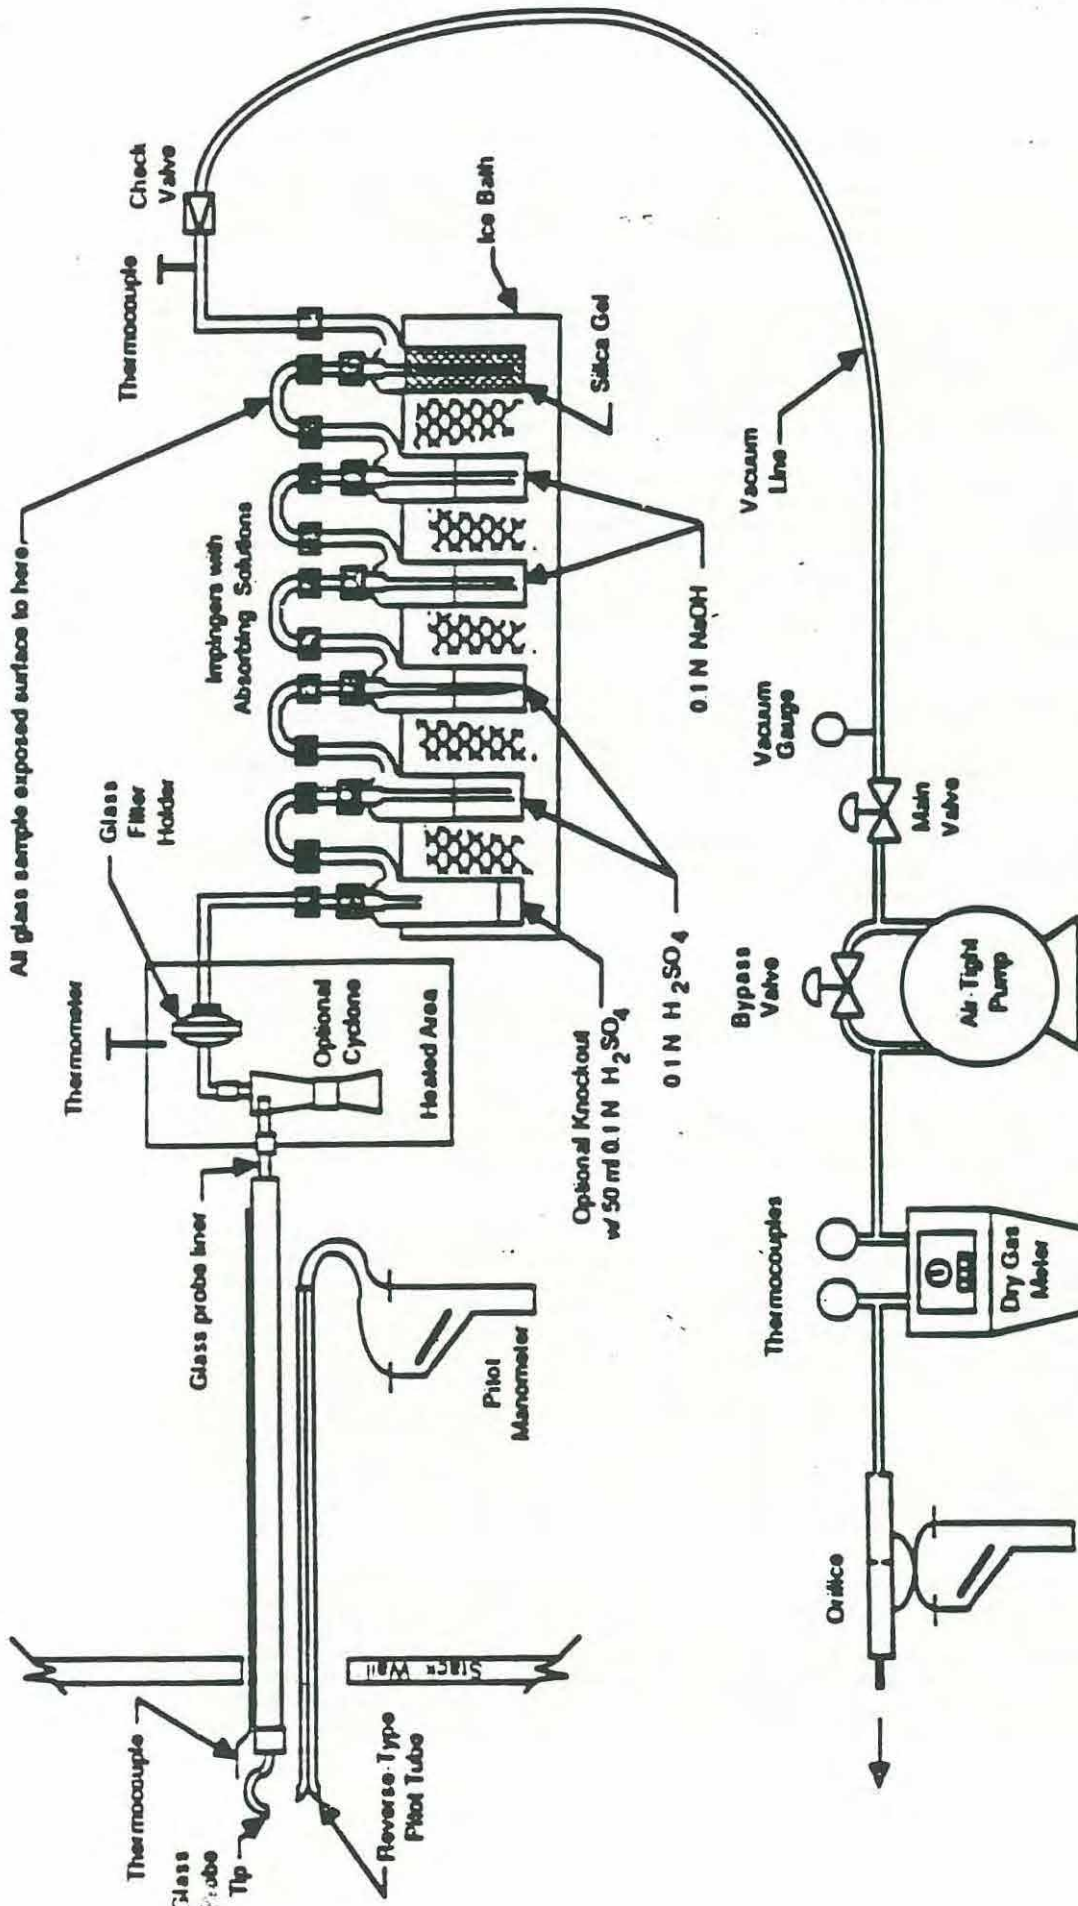 All glass sample exposed surface to here
Thermometer
Glass
Filter
Holder
Thermocouple
Check
Valve
Impingers with
Absorbing Solutions
Optional
Cyclone
Heated Area
Glass probe liner
Thermocouple
Glass
Probe
Tip
Stack Wall
Reverse-Type
Pitot Tube
Pitot
Manometer
Optional Knockout
w/ 50 ml 0.1 N H2SO4
0.1 N H2SO4
0.1 N NaOH
Silica Gel
Ice Bath
Vacuum
Line
Vacuum
Gauge
Main
Valve
Bypass
Valve
Air-Tight
Pump
Thermocouples
Dry Gas
Meter
Orifice